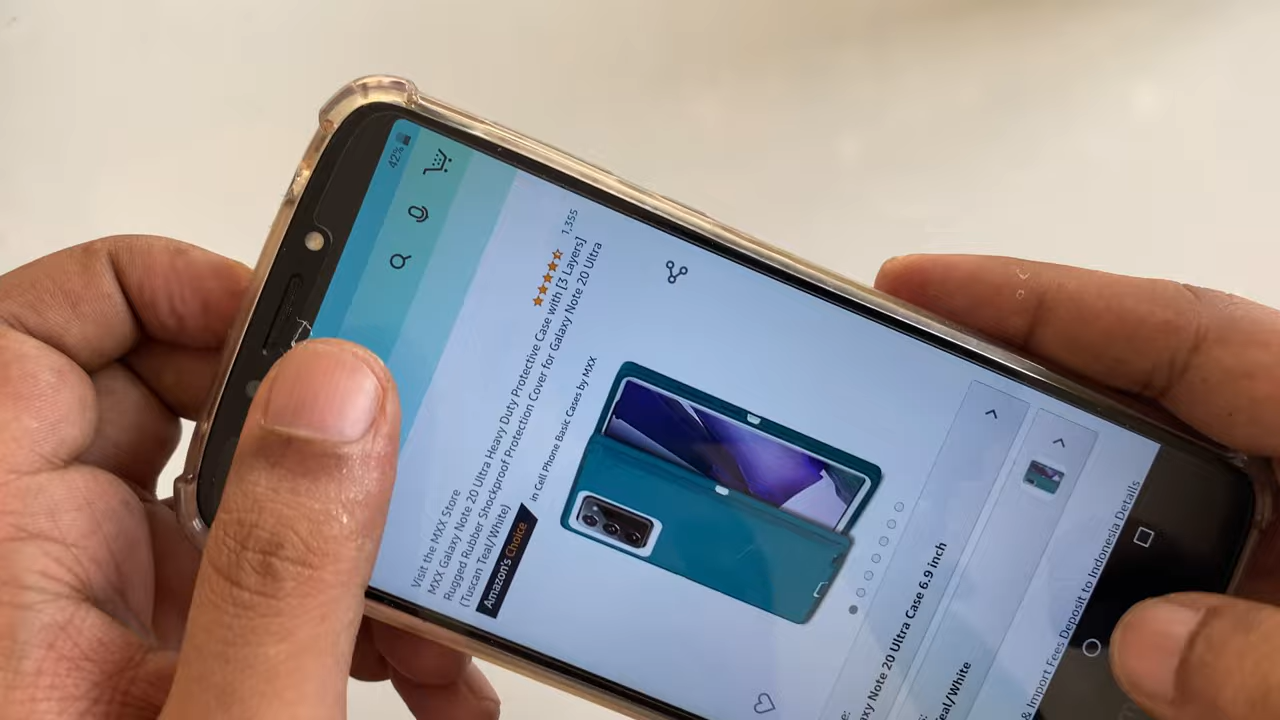 42%
Visit the MXX Store
1,355
MXX Galaxy Note 20 Ultra Heavy Duty Protective Case with [3 Layers]
Rugged Rubber Shockproof Protection Cover for Galaxy Note 20 Ultra
(Tuscan Teal/White)
Amazon's Choice in Cell Phone Basic Cases by MXX
Note 20 Ultra Case 6.9 inch
Teal/White
& Import Fees Deposit to Indonesia Details